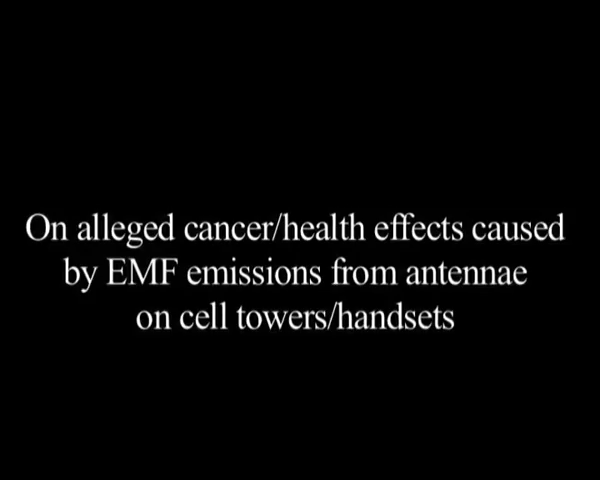 On alleged cancer/health effects caused
by EMF emissions from antennae
on cell towers/handsets